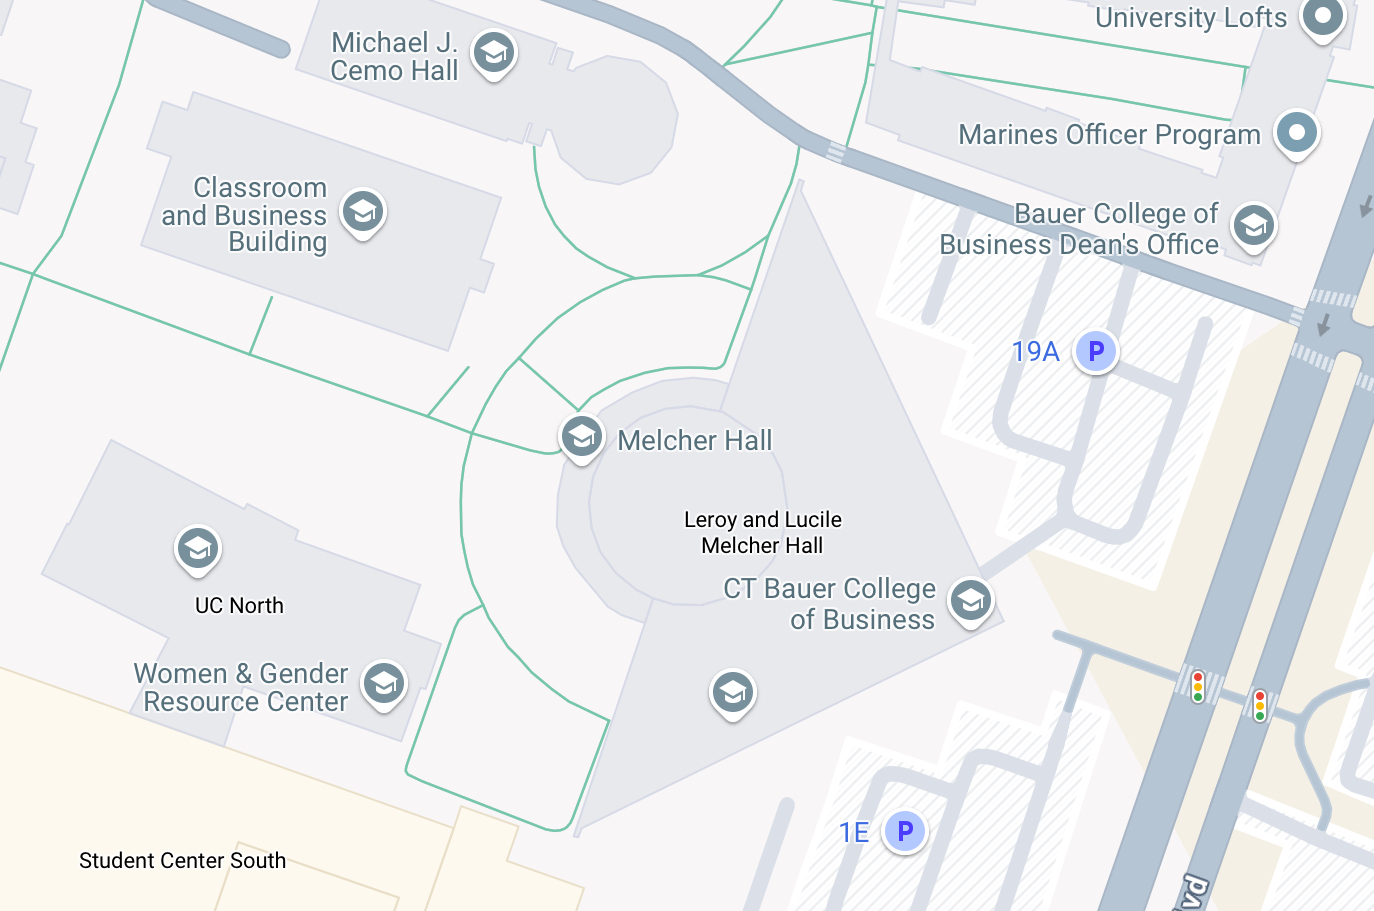 University Lofts
Michael J.
Cemo Hall
Marines Officer Program
Classroom
and Business
Building
Bauer College of
Business Dean's Office
19A
P
Melcher Hall
Leroy and Lucile
Melcher Hall
CT Bauer College
of Business
UC North
Women & Gender
Resource Center
1E
P
Student Center South
vd